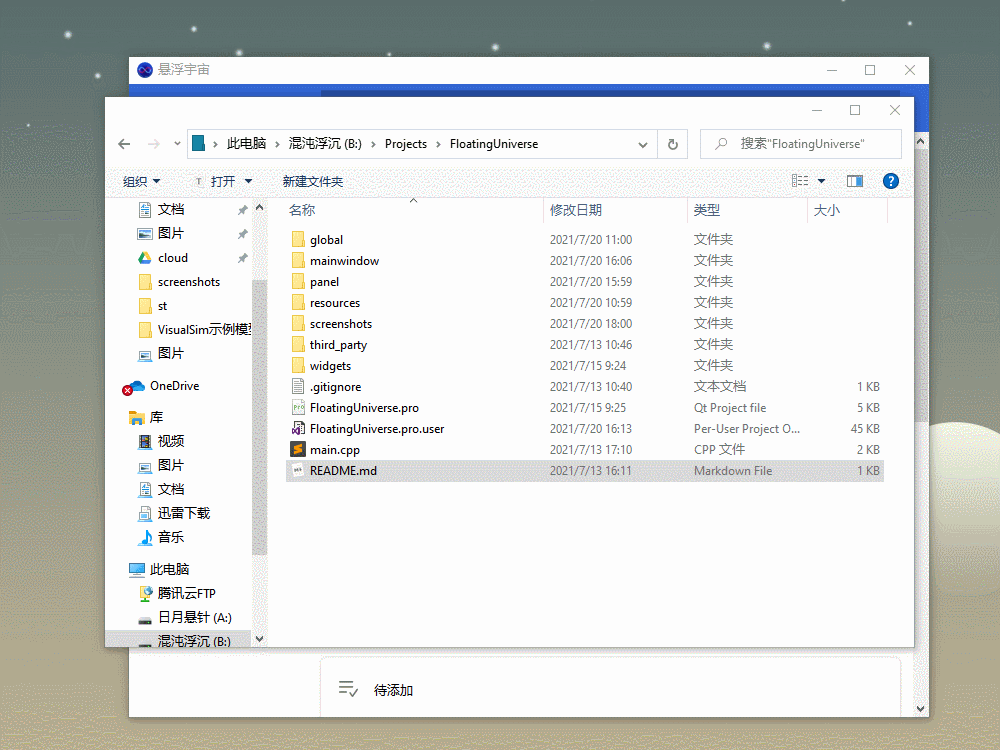 悬浮宇宙
此电脑 混沌浮沉 (B:) Projects FloatingUniverse
搜索"FloatingUniverse"
组织 打开 新建文件夹
?
文档
图片
cloud
screenshots
st
VisualSim示例模型
图片
OneDrive
库
视频
图片
文档
迅雷下载
音乐
此电脑
腾讯云FTP
日月悬针 (A:)
混沌浮沉 (B:)
名称 修改日期 类型 大小
global 2021/7/20 11:00 文件夹
mainwindow 2021/7/20 16:06 文件夹
panel 2021/7/20 15:59 文件夹
resources 2021/7/20 10:59 文件夹
screenshots 2021/7/20 18:00 文件夹
third_party 2021/7/13 10:46 文件夹
widgets 2021/7/15 9:24 文件夹
.gitignore 2021/7/13 10:40 文本文档 1 KB
FloatingUniverse.pro 2021/7/15 9:25 Qt Project file 5 KB
FloatingUniverse.pro.user 2021/7/20 16:13 Per-User Project O... 45 KB
main.cpp 2021/7/13 17:10 CPP 文件 2 KB
README.md 2021/7/13 16:11 Markdown File 1 KB
待添加